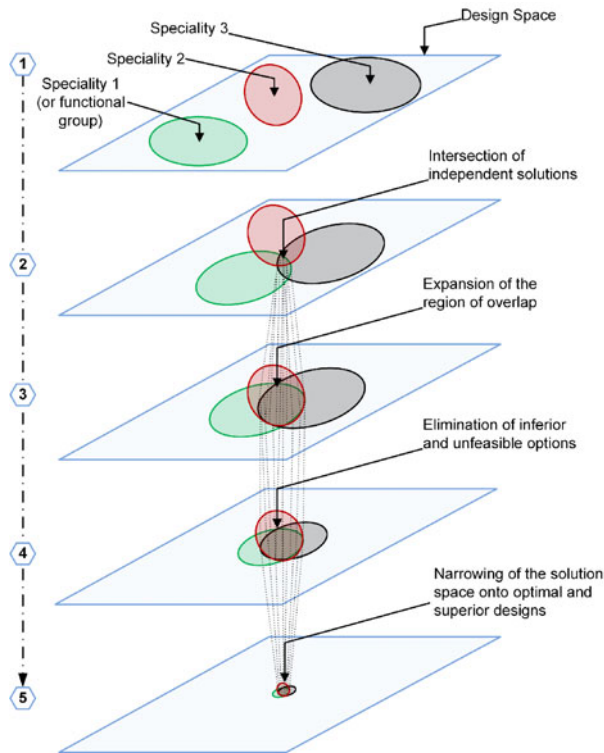 Speciality 3
Design Space
1
Speciality 2
Speciality 1
(or functional
group)
Intersection of
independent solutions
2
Expansion of the
region of overlap
3
Elimination of inferior
and unfeasible options
4
Narrowing of the solution
space onto optimal and
superior designs
5